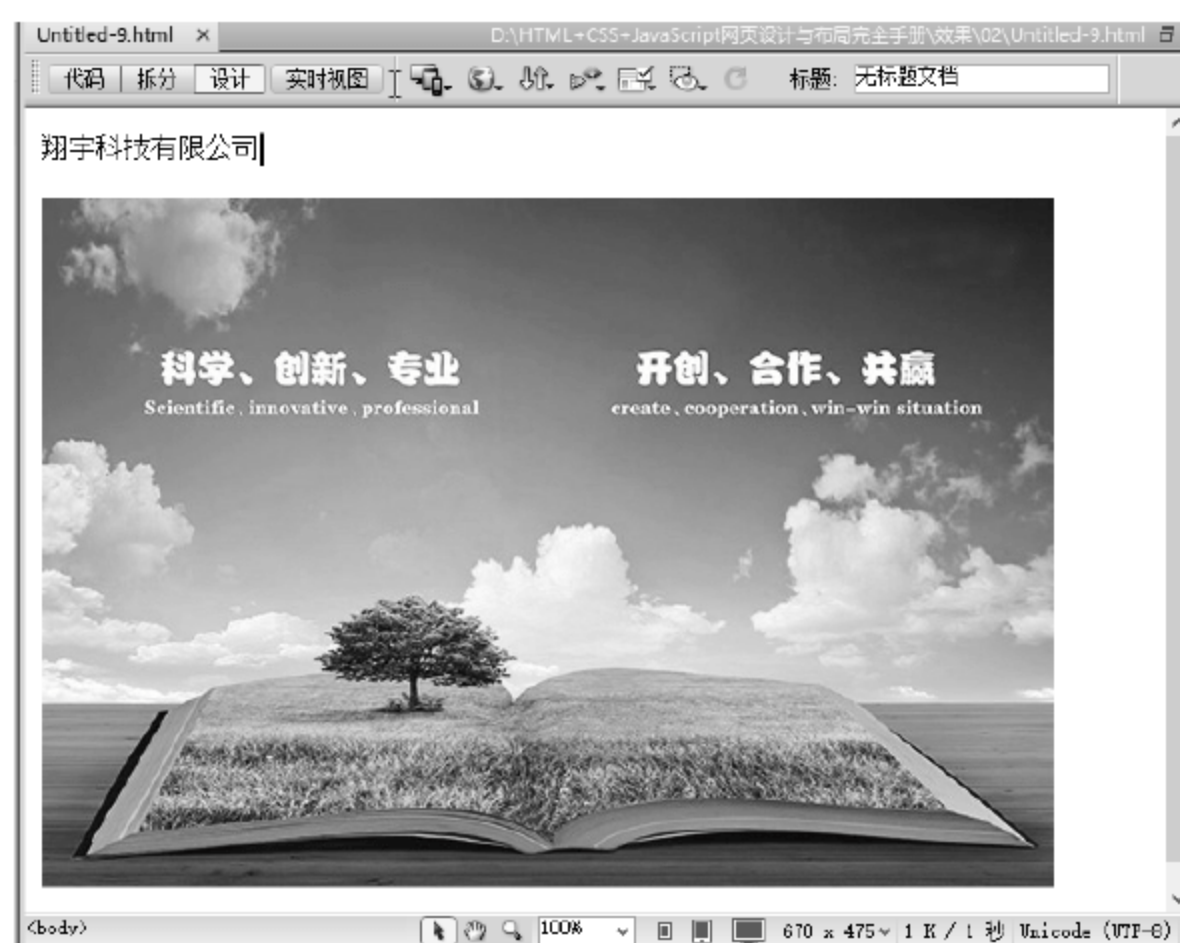 Untitled-9.html ×
D:\HTML+CSS+JavaScript网页设计与布局完全手册\效果\02\Untitled-9.html
代码 拆分 设计 实时视图 标题: 无标题文档
翔宇科技有限公司
科学、创新、专业 开创、合作、共赢
Scientific、innovative、professional create、cooperation、win-win situation
<body> 100% 670 x 475 1 K / 1 秒 Unicode (UTF-8)